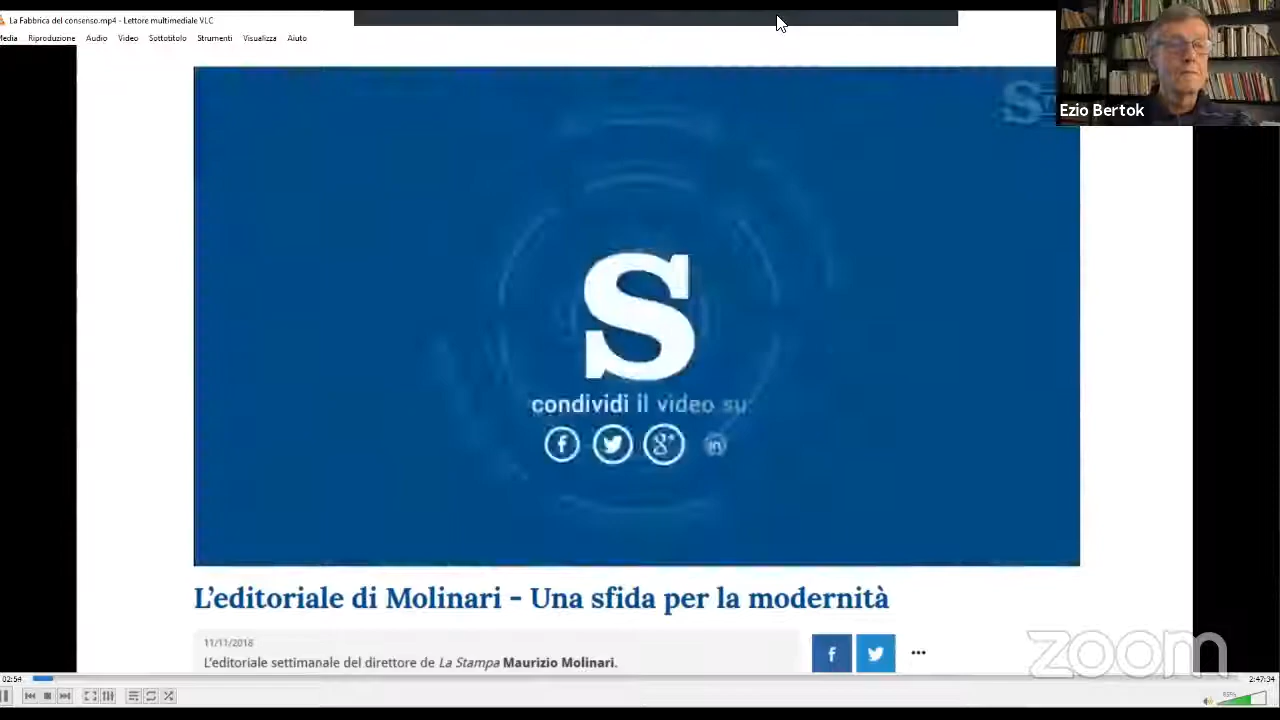 La Fabbrica del consenso.mp4 - Lettore multimediale VLC
Media Riproduzione Audio Video Sottotitolo Strumenti Visualizza Aiuto
Ezio Bertok
S
S
condividi il video su
f g+ in
L'editoriale di Molinari - Una sfida per la modernità
11/11/2018
L'editoriale settimanale del direttore de La Stampa Maurizio Molinari.
f
zoom
02:54
2:47:34
85%